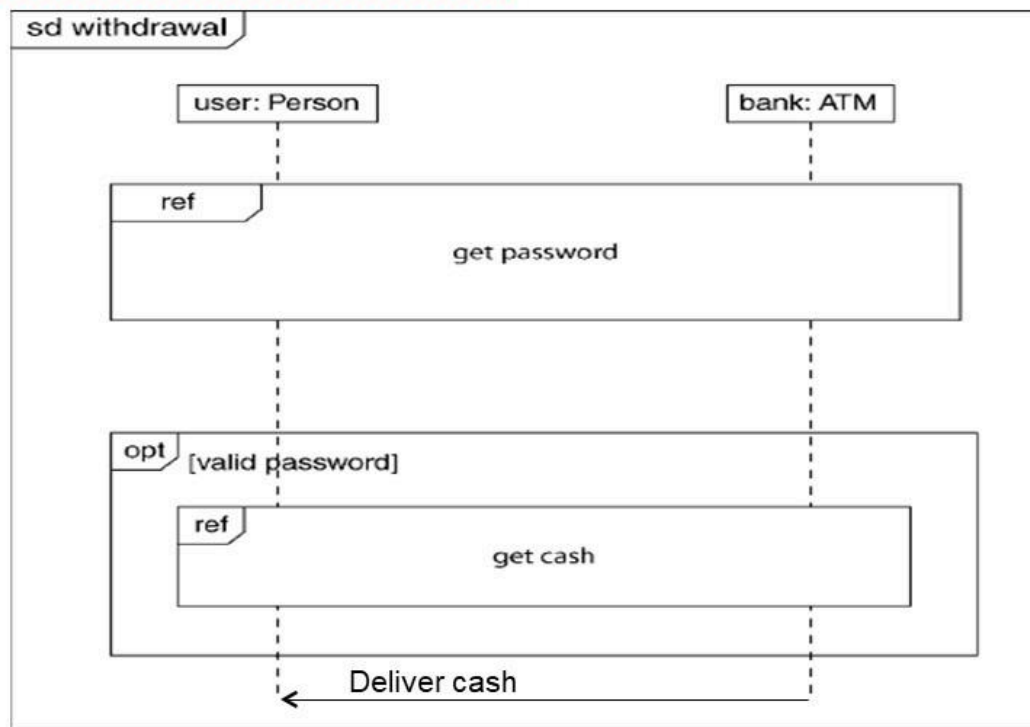 sd withdrawal
user: Person
bank: ATM
ref
get password
opt
[valid password]
ref
get cash
Deliver cash